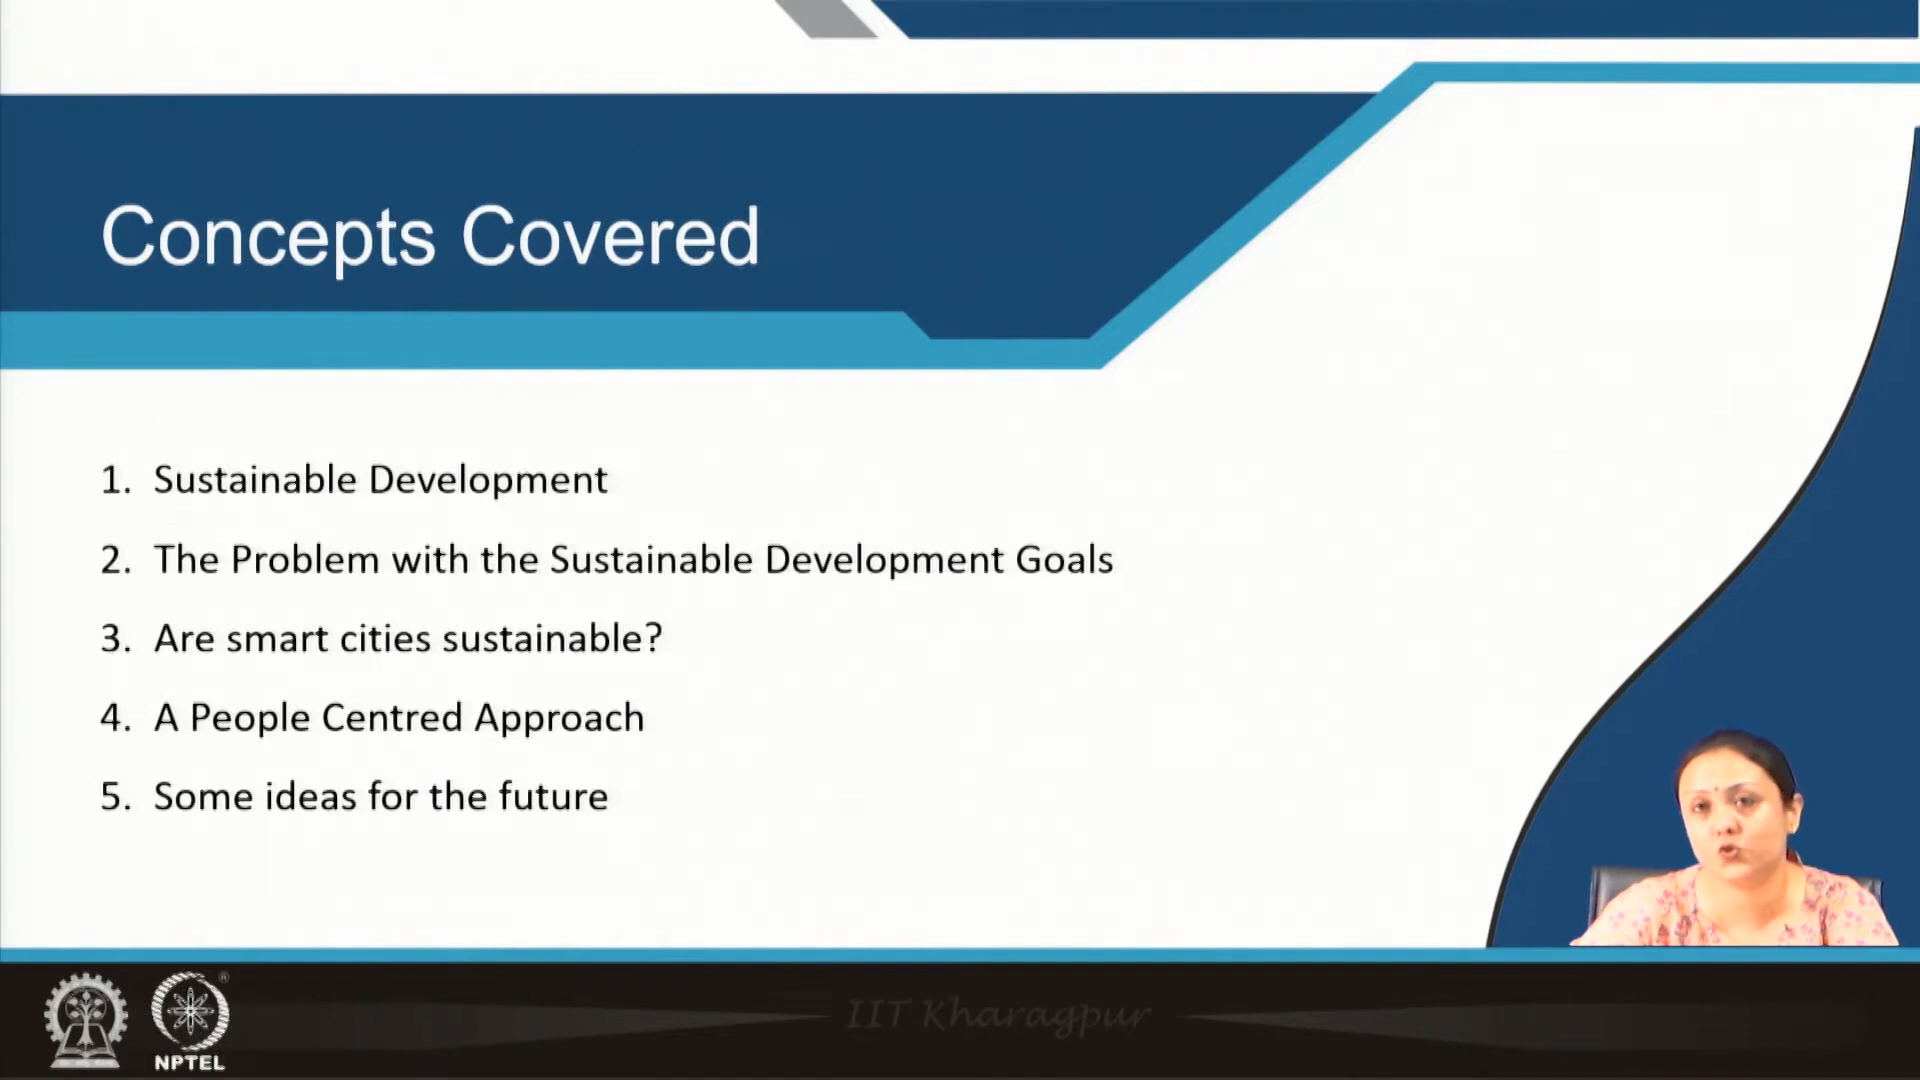 Concepts Covered
1. Sustainable Development
2. The Problem with the Sustainable Development Goals
3. Are smart cities sustainable?
4. A People Centred Approach
5. Some ideas for the future
IIT Kharagpur
®
NPTEL